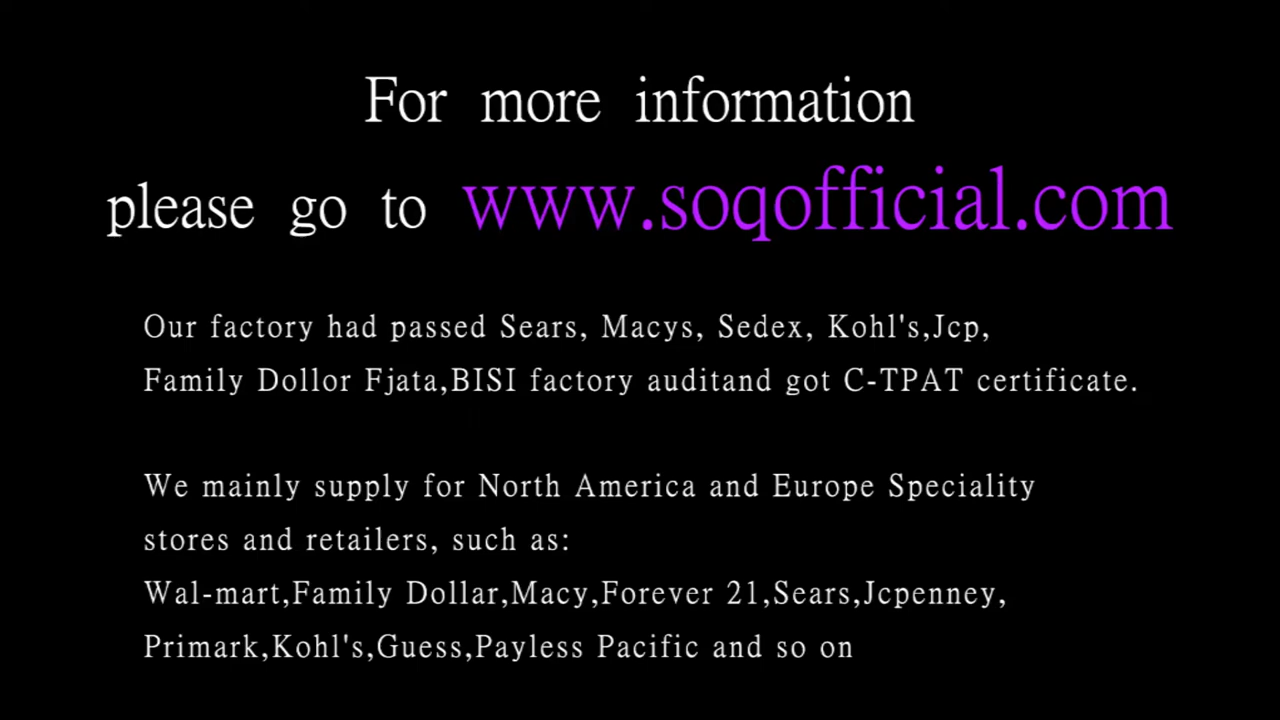 For more information
please go to www.soqofficial.com
Our factory had passed Sears, Macys, Sedex, Kohl's,Jcp,
Family Dollor Fjata,BISI factory auditand got C-TPAT certificate.
We mainly supply for North America and Europe Speciality
stores and retailers, such as:
Wal-mart,Family Dollar,Macy,Forever 21,Sears,Jcpenney,
Primark,Kohl's,Guess,Payless Pacific and so on